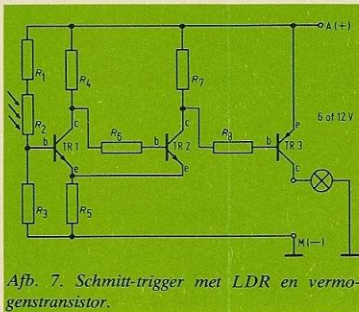 A(+)
R1
R4
R7
R2
R6
R8
b
c
TR 1
e
b
c
TR 2
e
b
e
TR 3
c
6 of 12V
R3
R5
M(—)
Afb. 7. Schmitt-trigger met LDR en vermo-
genstransistor.